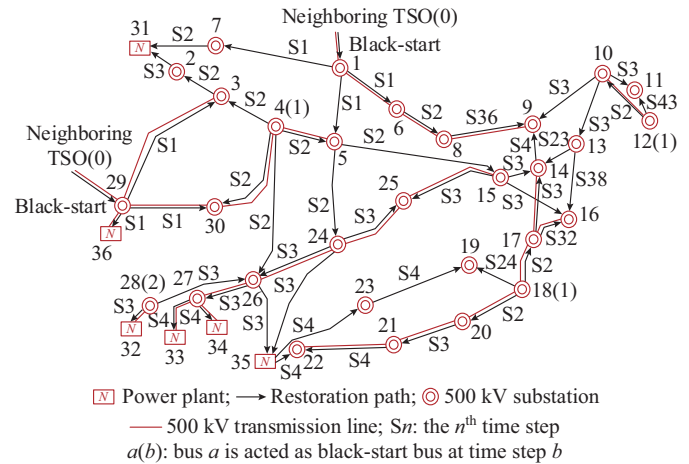 Neighboring TSO(0)
31
7
S2
S1
Black-start
2
1
10
S3
S2
S1
S3
S3
11
3
4(1)
S1
6
S2
S36
9
S2
S43
S2
8
S4
S23
S3
12(1)
Neighboring
TSO(0)
S1
S2
5
S2
13
S3
14
15
S3
S38
29
S2
25
S3
S3
16
Black-start
S1
S1
30
S2
S2
24
S3
17
S32
36
S3
19
S24
S2
28(2)
27
S3
26
23
S4
18(1)
S3
S4
S4
S3
S3
S4
21
20
S2
32
33
34
35
S4
22
S4
S3
N Power plant; Restoration path; 500 kV substation
500 kV transmission line; Sn: the nth time step
a(b): bus a is acted as black-start bus at time step b